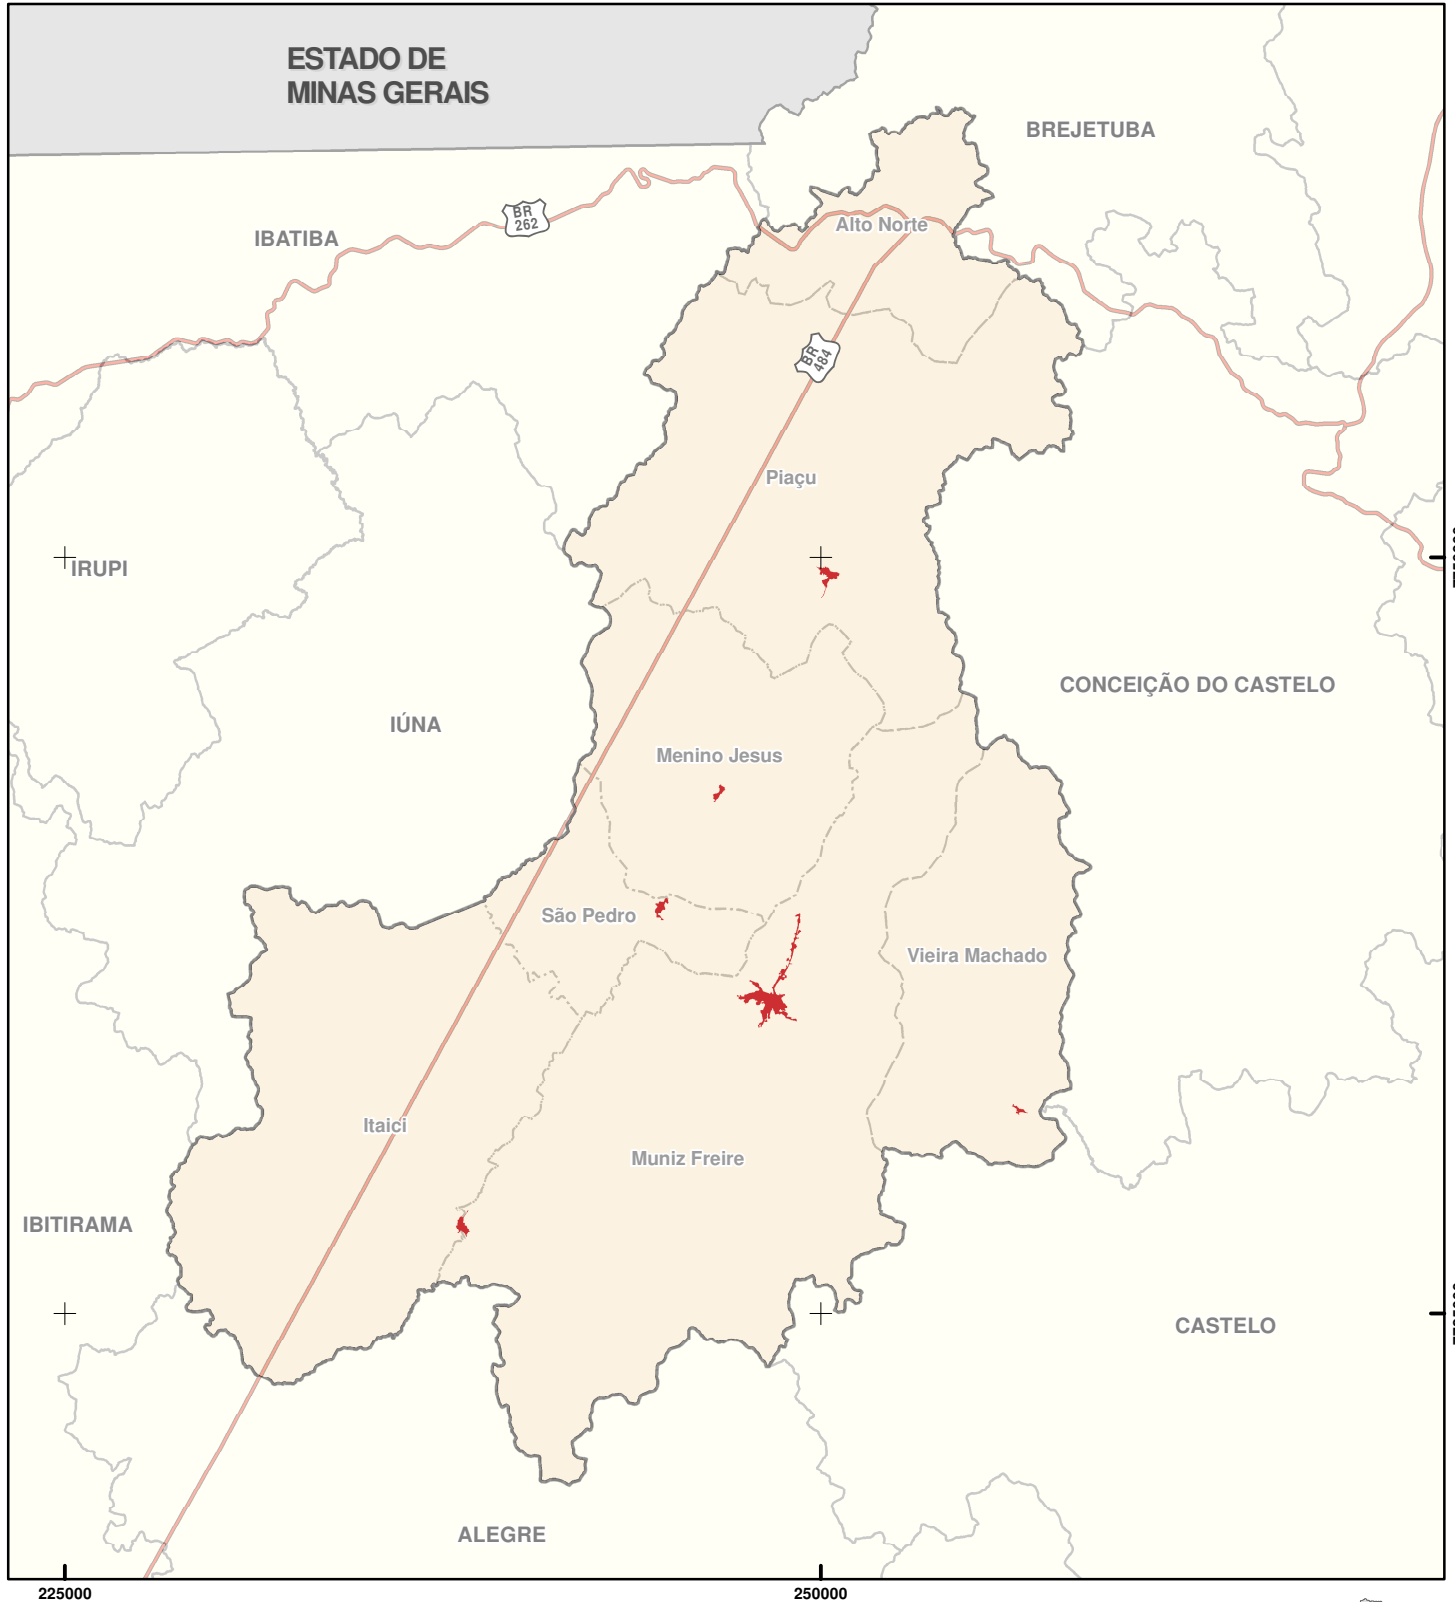 ESTADO DE
MINAS GERAIS
BREJETUBA
BR
262
Alto Norte
IBATIBA
BR
484
Piaçu
IRUPI
CONCEIÇÃO DO CASTELO
IÚNA
Menino Jesus
São Pedro
Vieira Machado
Itaici
Muniz Freire
IBITIRAMA
CASTELO
ALEGRE
225000
250000